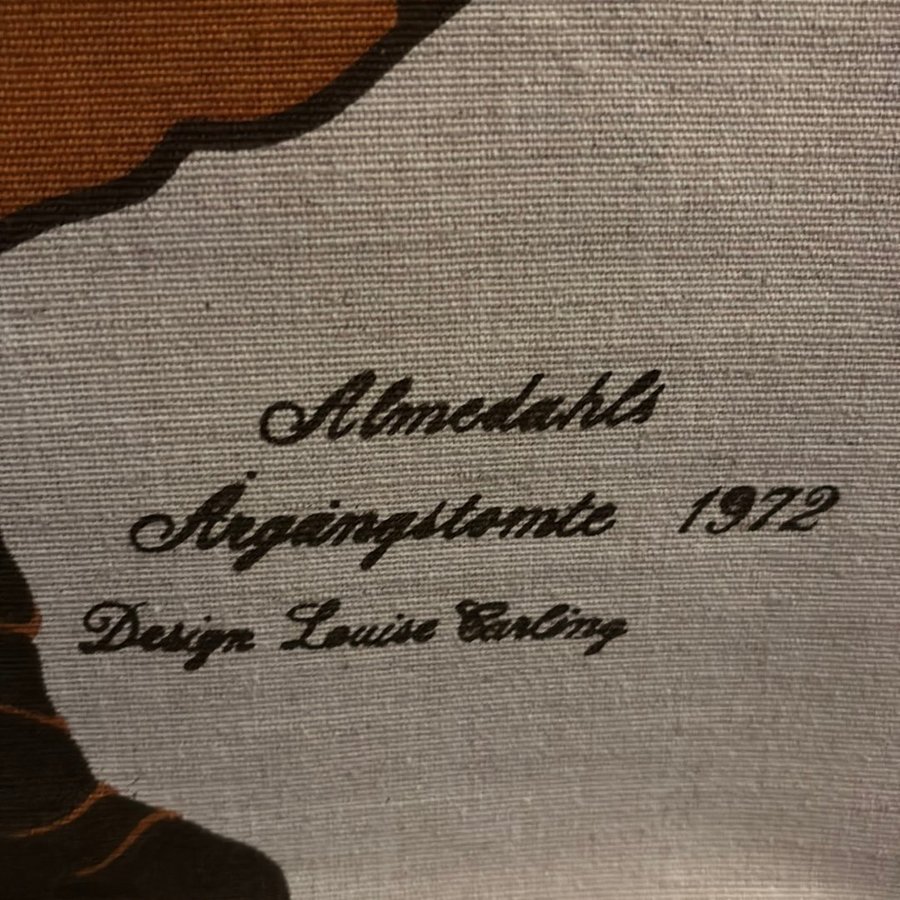 Almedahls
Årgångstomte 1972
Design Louise Carling